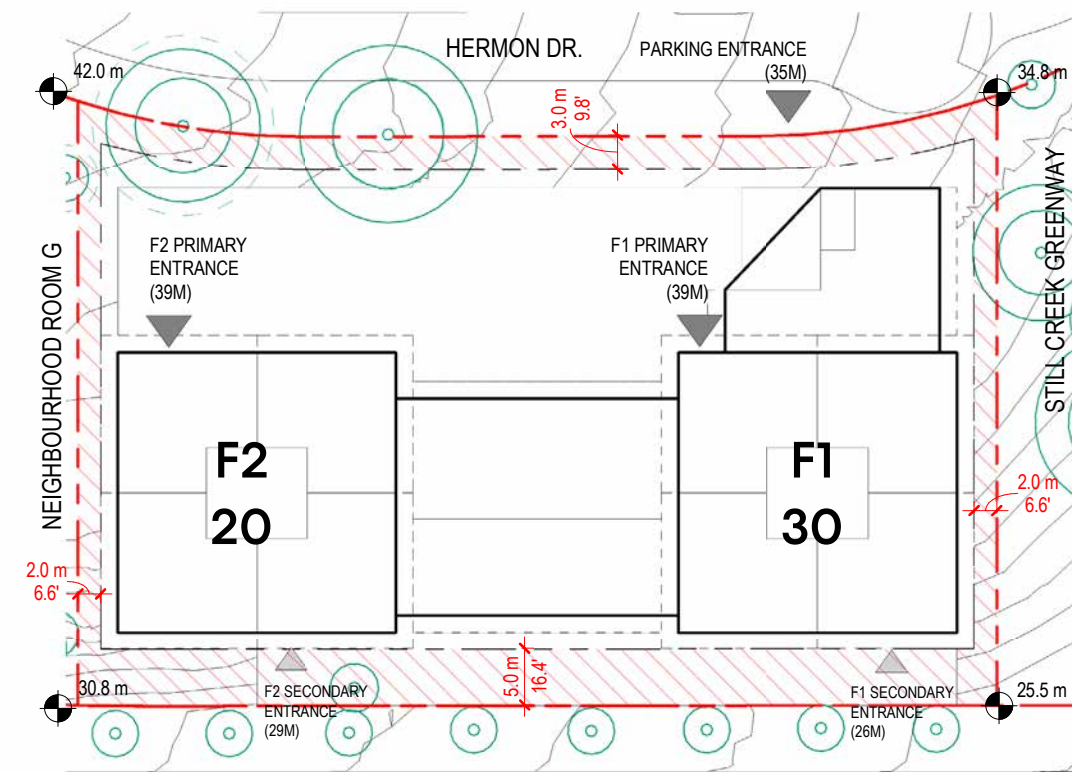 HERMON DR.
PARKING ENTRANCE
(35M)
42.0 m
34.8 m
3.0 m
9.8'
NEIGHBOURHOOD ROOM G
STILL CREEK GREENWAY
F2 PRIMARY
ENTRANCE
(39M)
F1 PRIMARY
ENTRANCE
(39M)
F2
20
F1
30
2.0 m
6.6'
2.0 m
6.6'
5.0 m
16.4'
30.8 m
F2 SECONDARY
ENTRANCE
(29M)
F1 SECONDARY
ENTRANCE
(26M)
25.5 m